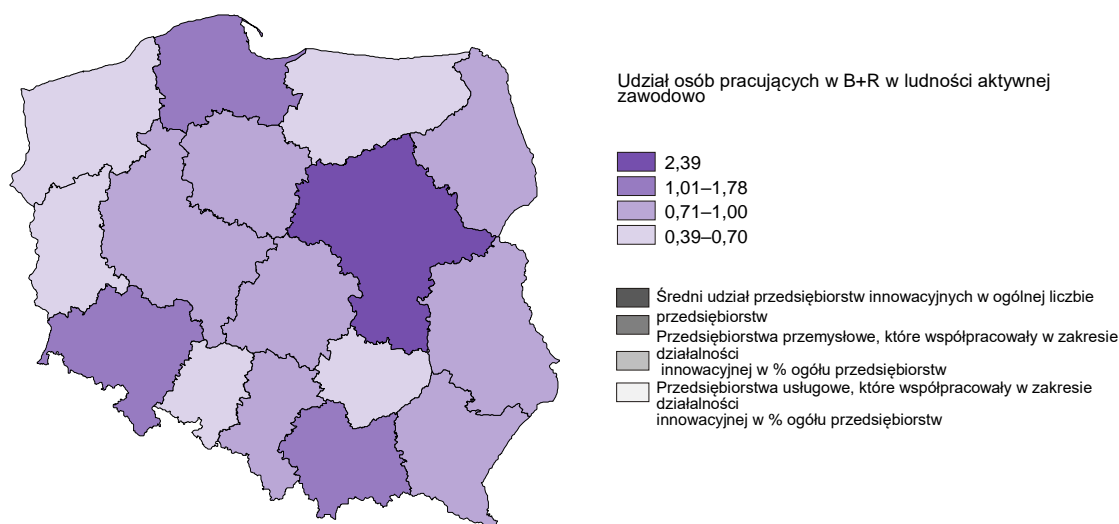 Udział osób pracujących w B+R w ludności aktywnej
zawodowo
2,39
1,01–1,78
0,71–1,00
0,39–0,70
Średni udział przedsiębiorstw innowacyjnych w ogólnej liczbie
przedsiębiorstw
Przedsiębiorstwa przemysłowe, które współpracowały w zakresie
działalności
innowacyjnej w % ogółu przedsiębiorstw
Przedsiębiorstwa usługowe, które współpracowały w zakresie
działalności
innowacyjnej w % ogółu przedsiębiorstw